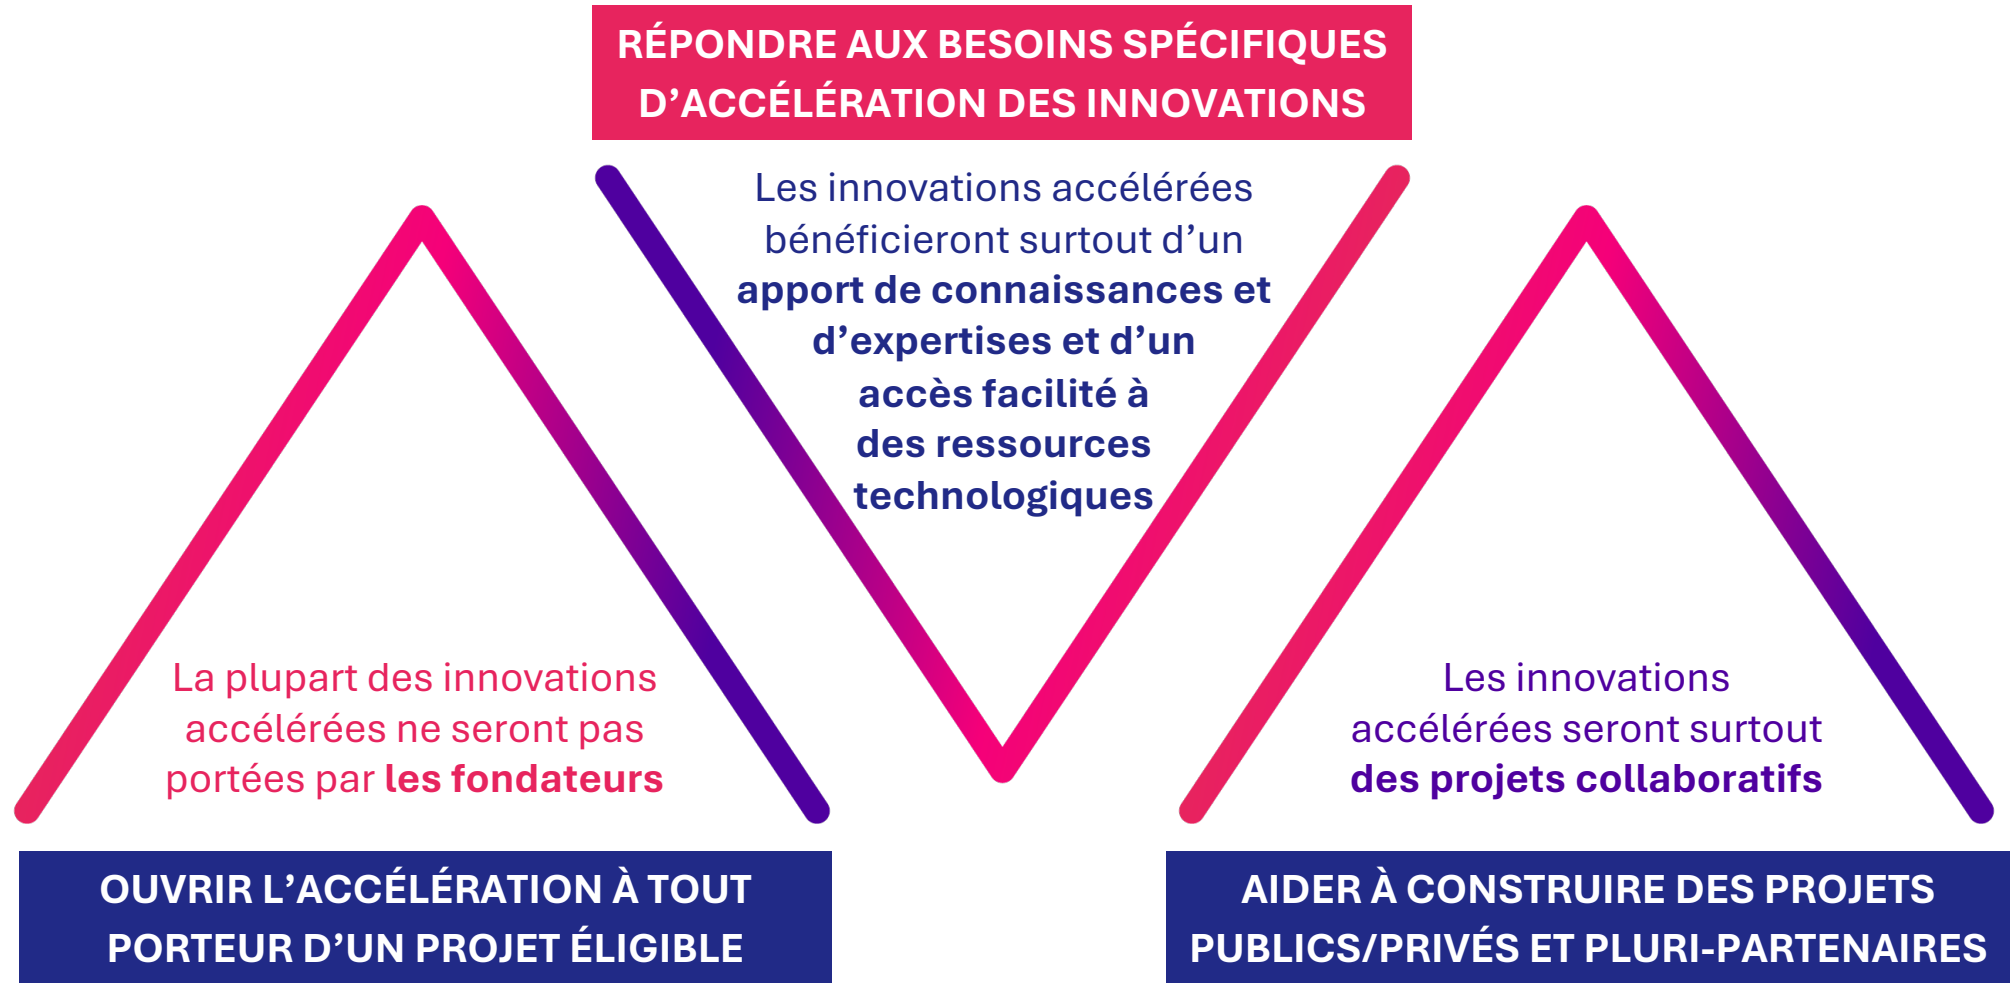 RÉPONDRE AUX BESOINS SPÉCIFIQUES
D’ACCÉLÉRATION DES INNOVATIONS
Les innovations accélérées
bénéficieront surtout d’un
apport de connaissances et
d’expertises et d’un
accès facilité à
des ressources
technologiques
La plupart des innovations
accélérées ne seront pas
portées par les fondateurs
OUVRIR L’ACCÉLÉRATION À TOUT
PORTEUR D’UN PROJET ÉLIGIBLE
Les innovations
accélérées seront surtout
des projets collaboratifs
AIDER À CONSTRUIRE DES PROJETS
PUBLICS/PRIVÉS ET PLURI-PARTENAIRES